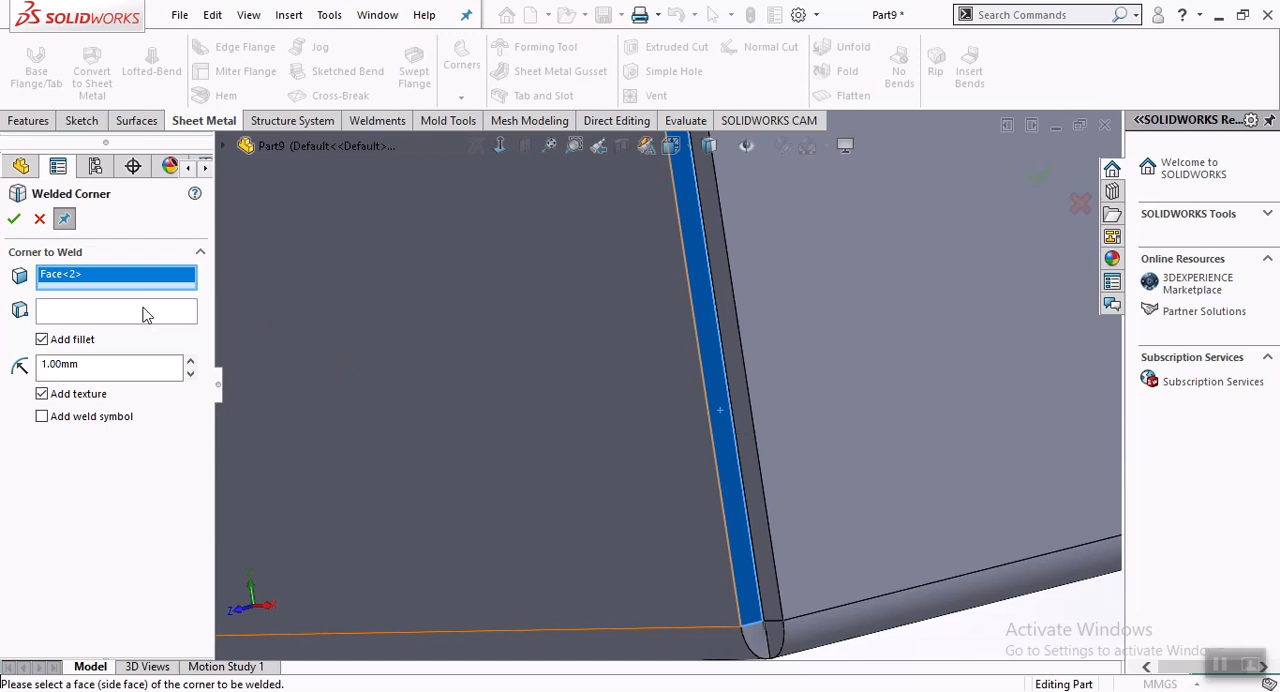 SOLIDWORKS
File
Edit
View
Insert
Tools
Window
Help
Part9 *
Search Commands
?
Base Flange/Tab
Convert to Sheet Metal
Lofted-Bend
Edge Flange
Miter Flange
Hem
Jog
Sketched Bend
Cross-Break
Swept Flange
Corners
Forming Tool
Sheet Metal Gusset
Tab and Slot
Extruded Cut
Simple Hole
Vent
Normal Cut
Unfold
Fold
Flatten
No Bends
Rip
Insert Bends
Features
Sketch
Surfaces
Sheet Metal
Structure System
Weldments
Mold Tools
Mesh Modeling
Direct Editing
Evaluate
SOLIDWORKS CAM
Part9 (Default<<Default>...
Welded Corner
?
Corner to Weld
Face<2>
Add fillet
1.00mm
Add texture
Add weld symbol
Z
X
<<SOLIDWORKS Re...
Welcome to
SOLIDWORKS
SOLIDWORKS Tools
Online Resources
3DEXPERIENCE
Marketplace
Partner Solutions
Subscription Services
Subscription Services
Activate Windows
Go to Settings to activate Windows
Model
3D Views
Motion Study 1
Please select a face (side face) of the corner to be welded.
Editing Part
MMGS